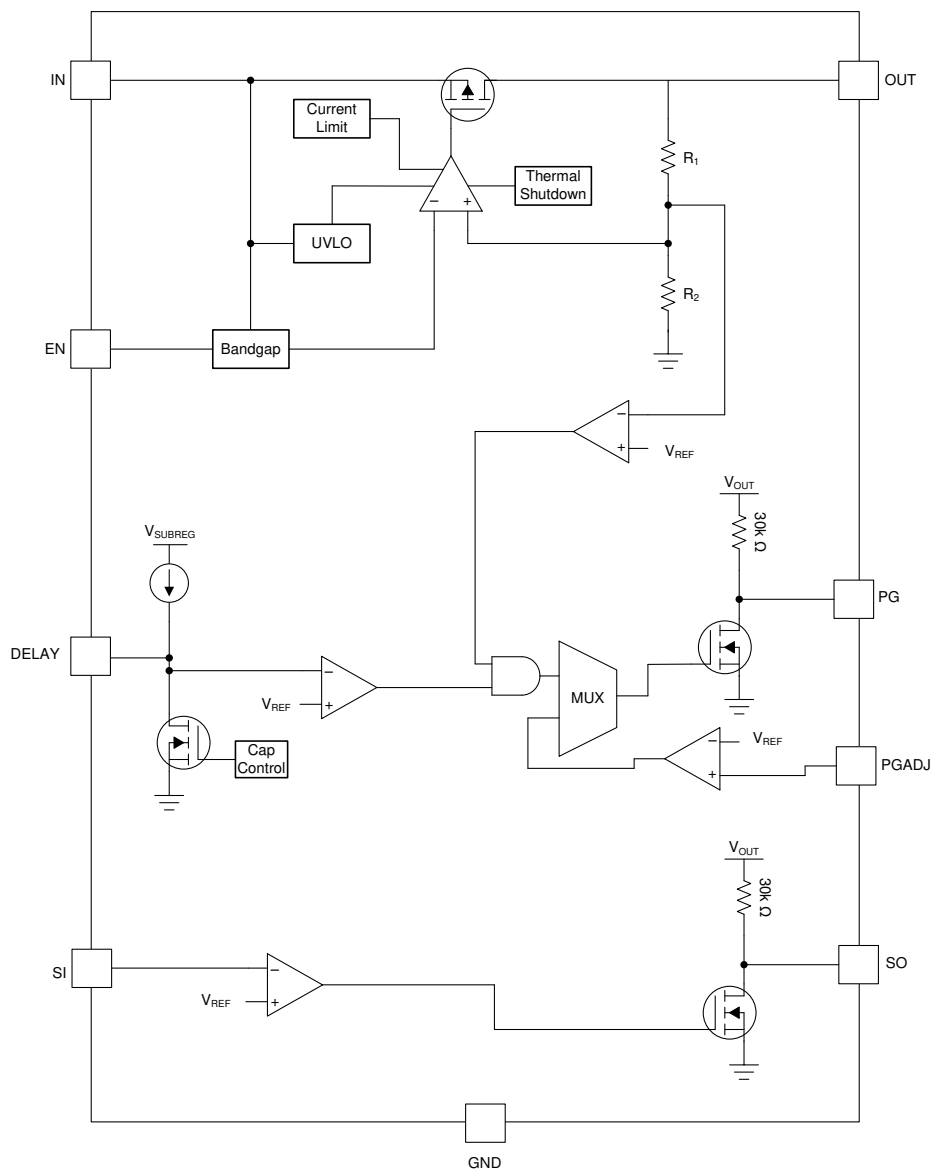 IN
OUT
Current
Limit
R1
Thermal
Shutdown
−
+
UVLO
R2
EN
Bandgap
−
+
VREF
VOUT
30k Ω
VSUBREG
PG
DELAY
−
VREF
+
MUX
Cap
Control
−
VREF
+
PGADJ
VOUT
30k Ω
SI
−
VREF
+
SO
GND